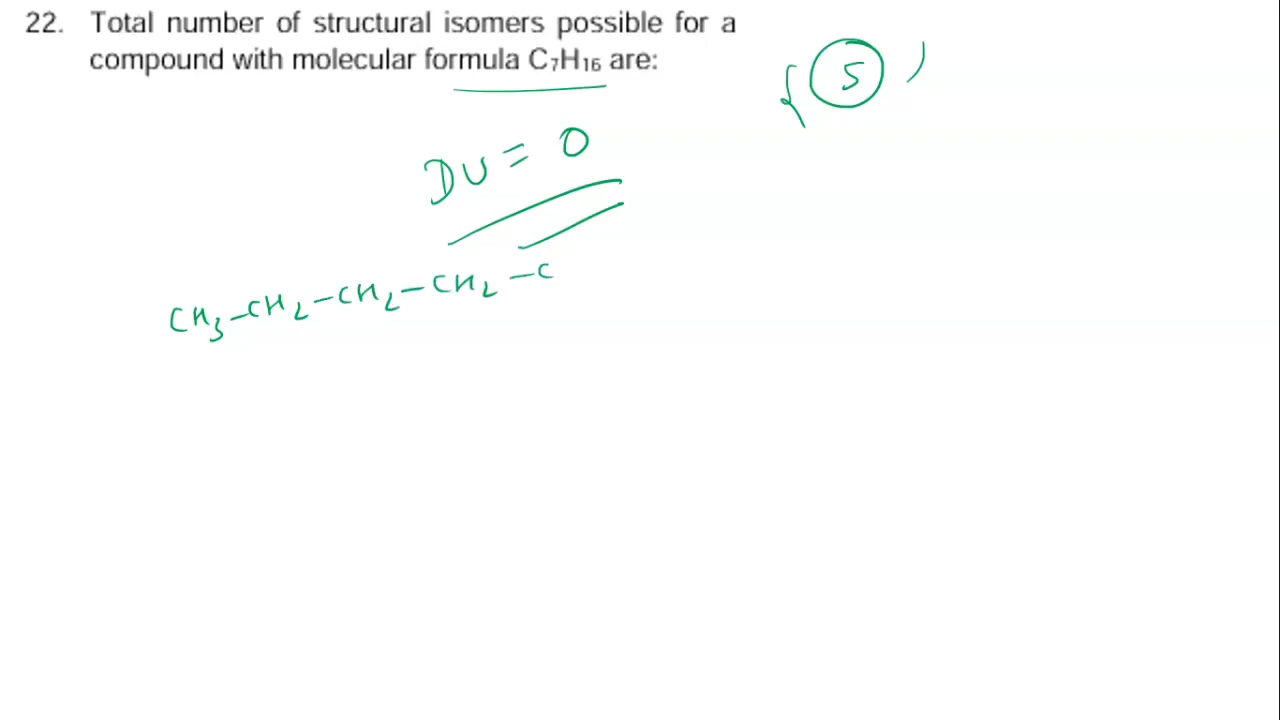 22. Total number of structural isomers possible for a
compound with molecular formula C₇H₁₆ are:
{ 5 )
DU = 0
CH₃-CH₂-CH₂-CH₂-C